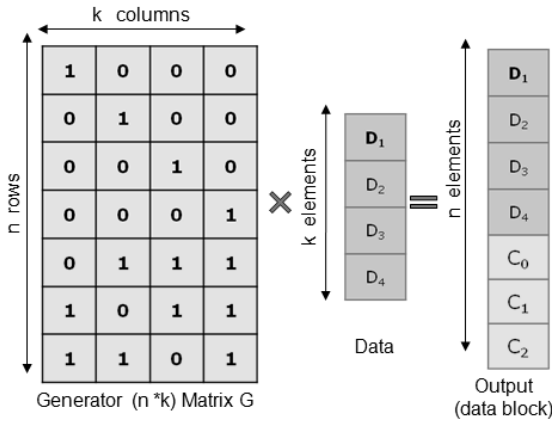 k columns
n rows
1 0 0 0
0 1 0 0
0 0 1 0
0 0 0 1
0 1 1 1
1 0 1 1
1 1 0 1
Generator (n *k) Matrix G
×
k elements
D₁
D₂
D₃
D₄
Data
=
n elements
D₁
D₂
D₃
D₄
C₀
C₁
C₂
Output
(data block)